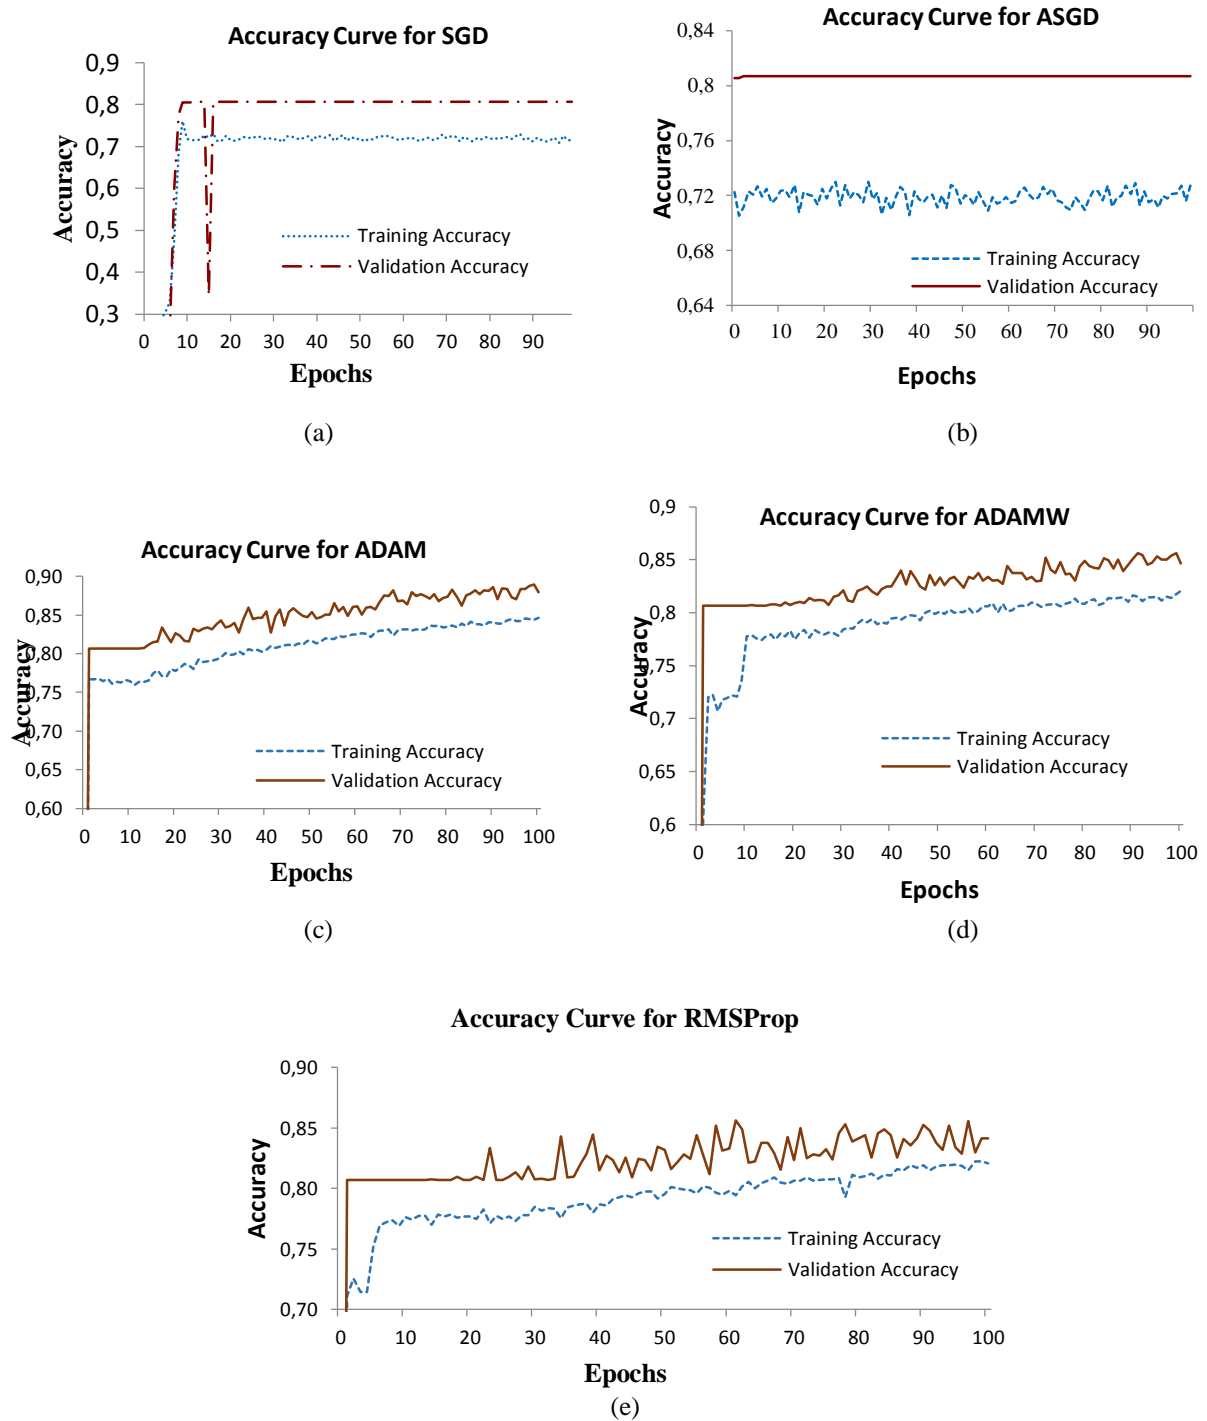 Accuracy Curve for SGD
0,9
0,8
0,7
0,6
0,5
0,4
0,3
Accuracy
Training Accuracy
Validation Accuracy
0 10 20 30 40 50 60 70 80 90
Epochs
(a)
Accuracy Curve for ASGD
0,84
0,8
0,76
0,72
0,68
0,64
Accuracy
Training Accuracy
Validation Accuracy
0 10 20 30 40 50 60 70 80 90
Epochs
(b)
Accuracy Curve for ADAM
0,90
0,85
0,80
0,75
0,70
0,65
0,60
Accuracy
Training Accuracy
Validation Accuracy
0 10 20 30 40 50 60 70 80 90 100
Epochs
(c)
Accuracy Curve for ADAMW
0,9
0,85
0,8
0,75
0,7
0,65
0,6
Accuracy
Training Accuracy
Validation Accuracy
0 10 20 30 40 50 60 70 80 90 100
Epochs
(d)
Accuracy Curve for RMSProp
0,90
0,85
0,80
0,75
0,70
Accuracy
Training Accuracy
Validation Accuracy
0 10 20 30 40 50 60 70 80 90 100
Epochs
(e)